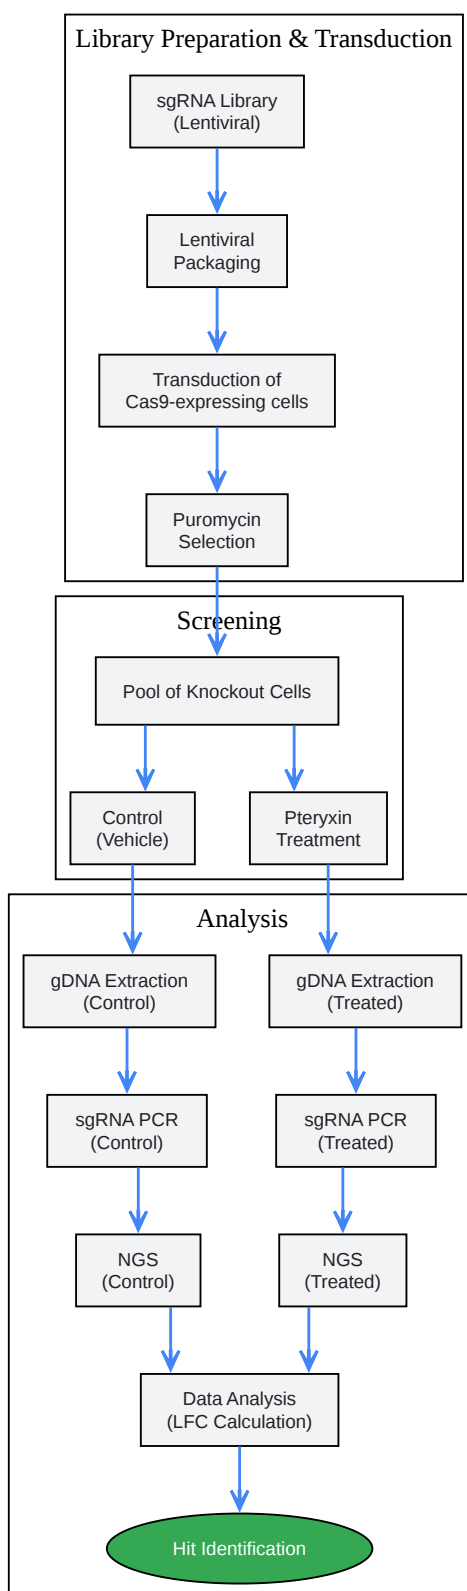 Library Preparation & Transduction
sgRNA Library
(Lentiviral)
Lentiviral
Packaging
Transduction of
Cas9-expressing cells
Puromycin
Selection
Screening
Pool of Knockout Cells
Control
(Vehicle)
Pteryxin
Treatment
Analysis
gDNA Extraction
(Control)
gDNA Extraction
(Treated)
sgRNA PCR
(Control)
sgRNA PCR
(Treated)
NGS
(Control)
NGS
(Treated)
Data Analysis
(LFC Calculation)
Hit Identification